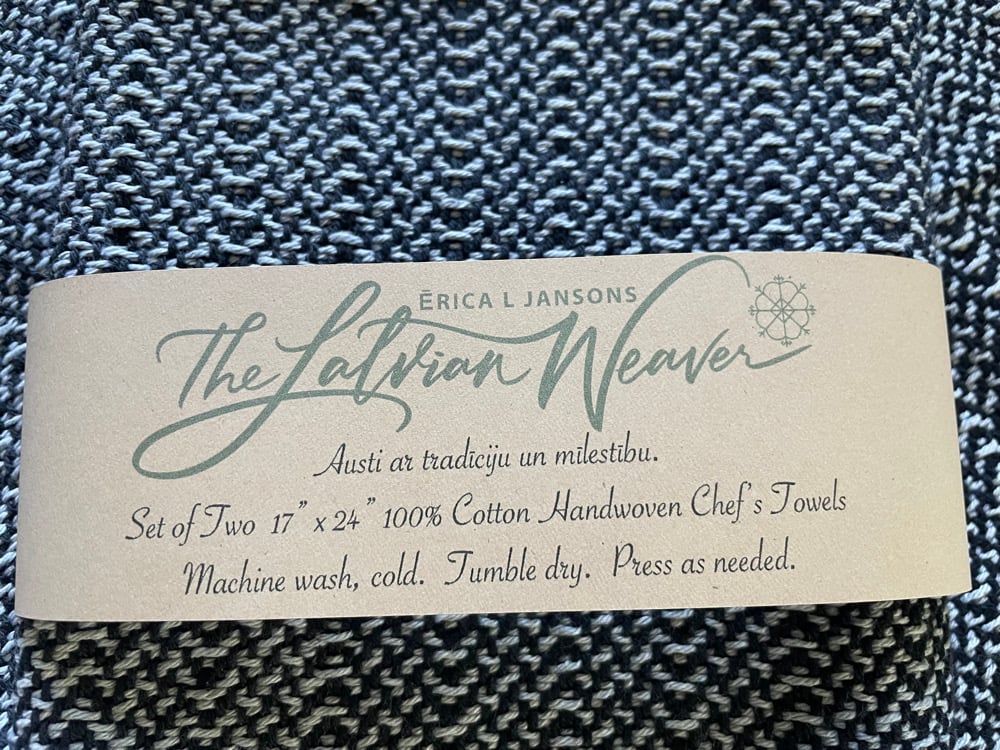 ĒRICA L JANSONS
The Latvian Weaver
Austi ar tradīciju un mīlestību.
Set of Two 17” x 24” 100% Cotton Handwoven Chef's Towels
Machine wash, cold. Tumble dry. Press as needed.